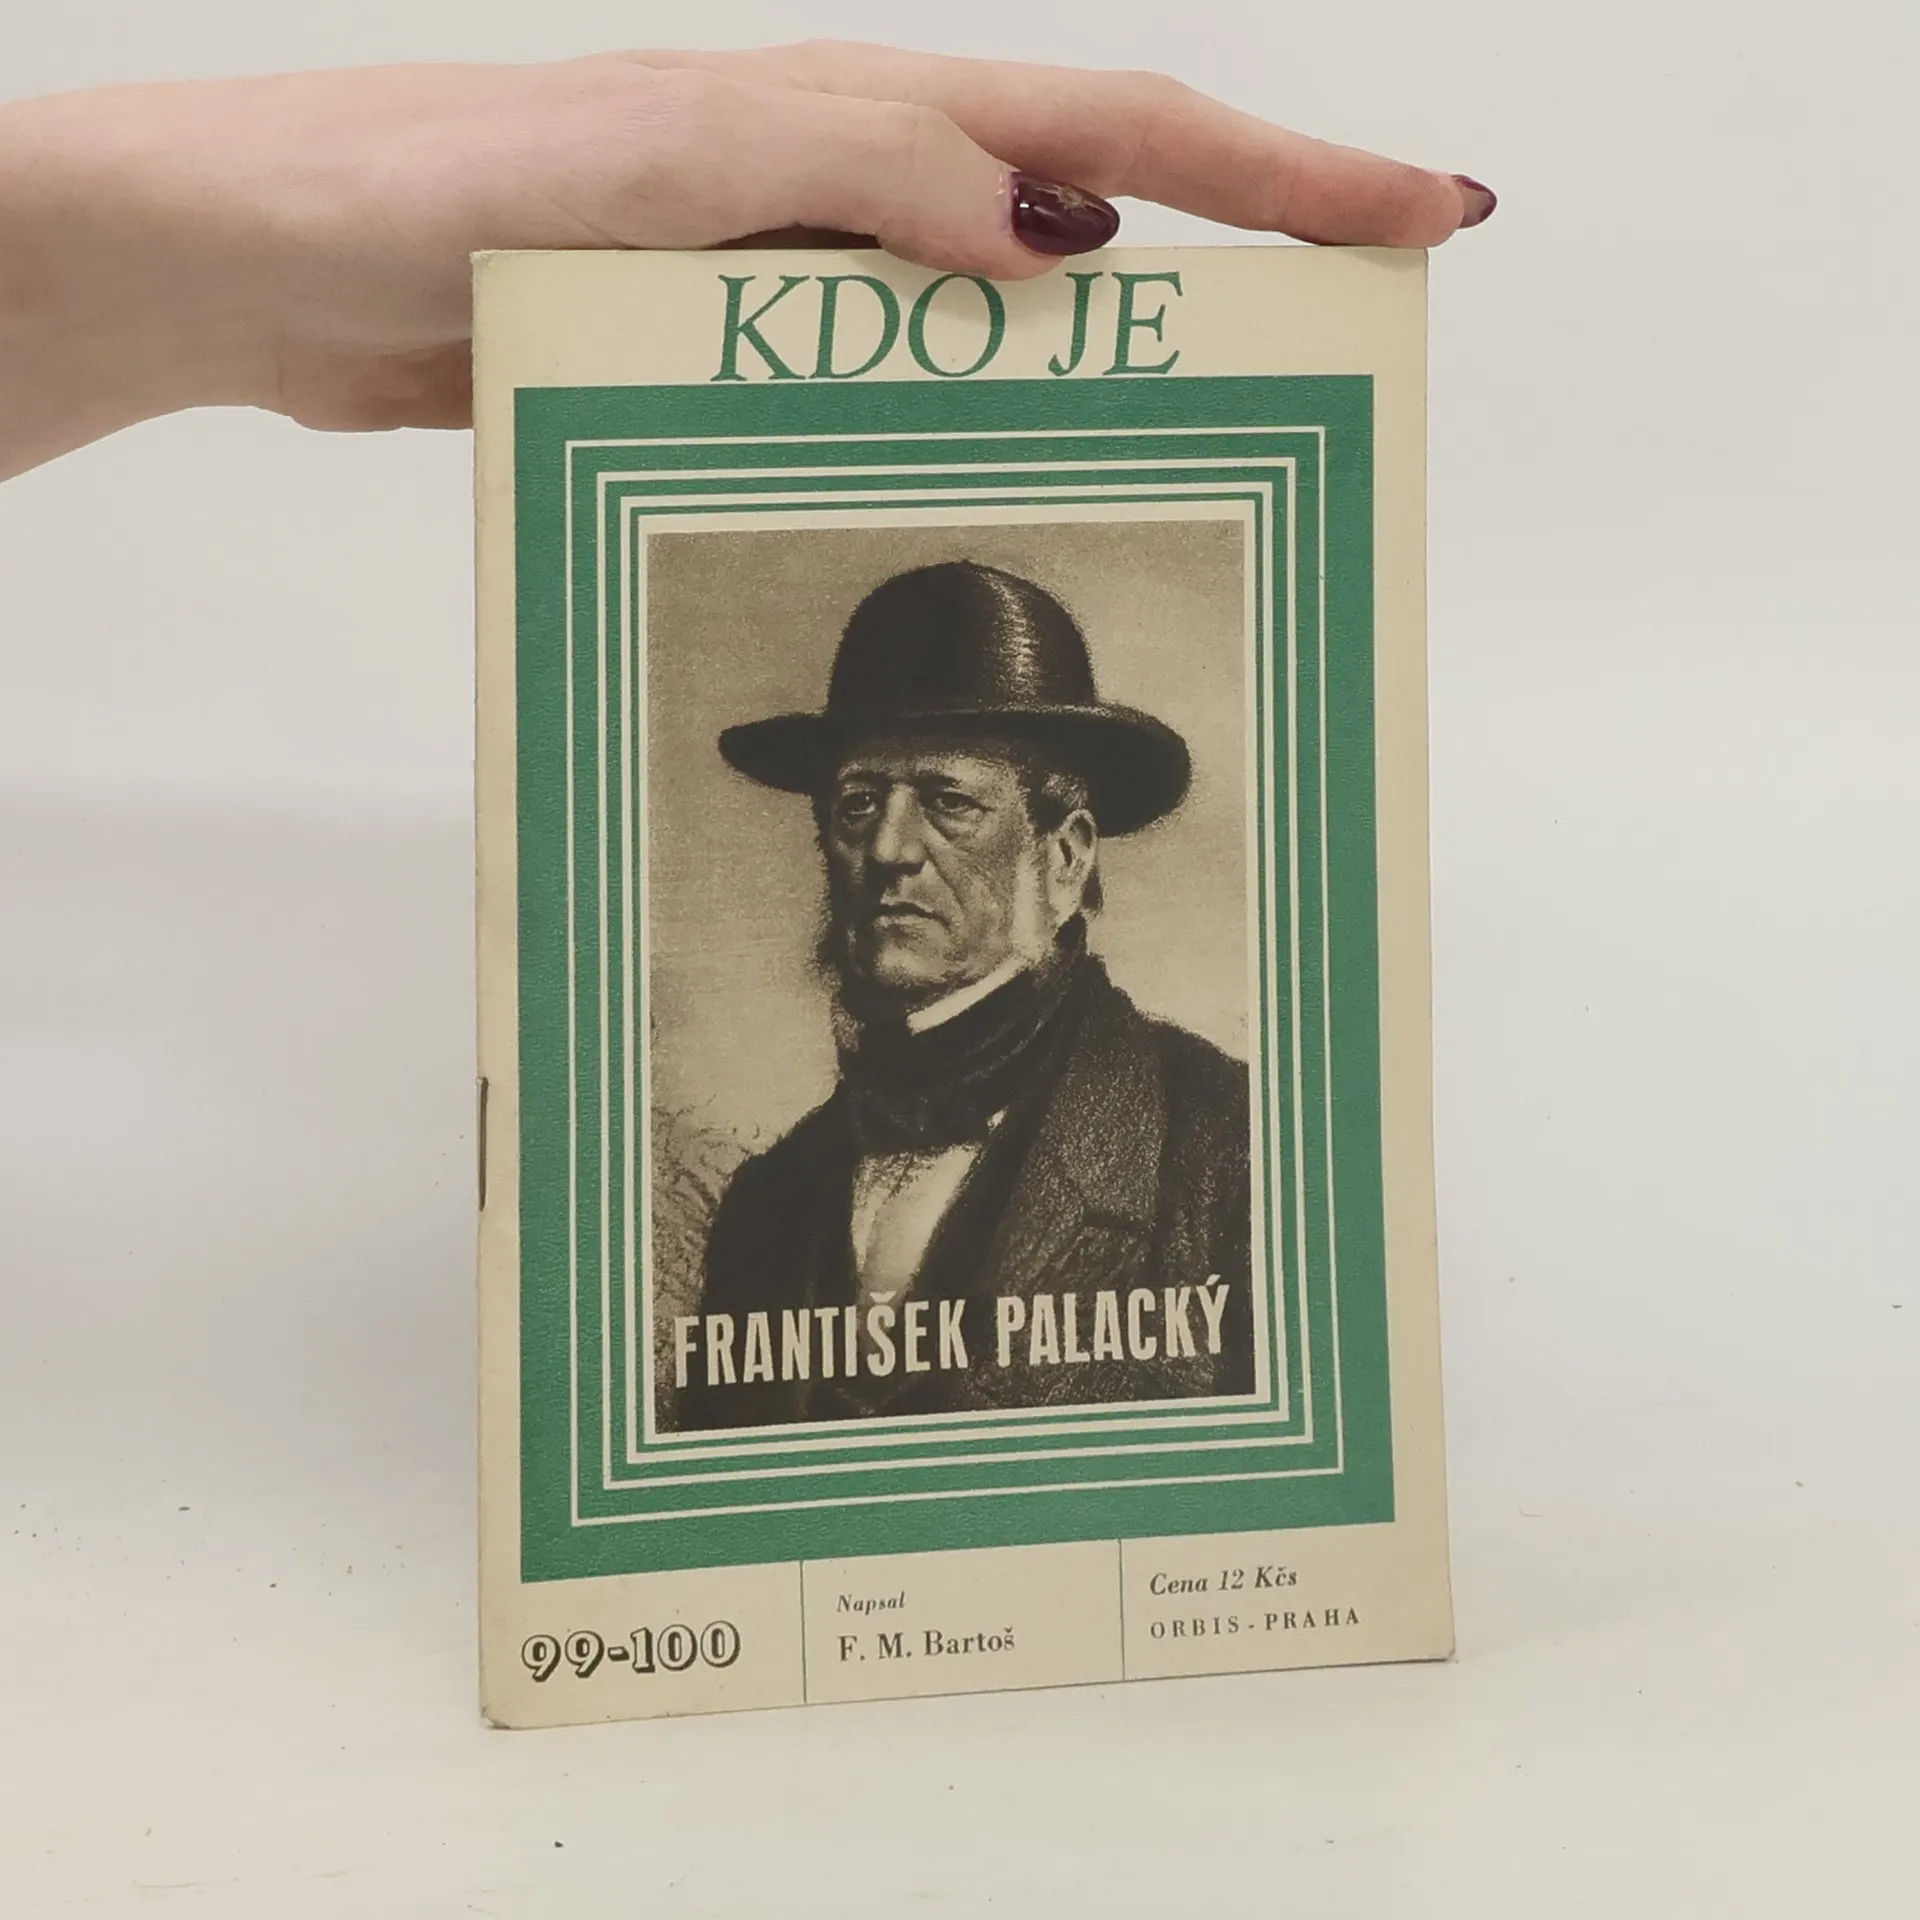 KDO JE
FRANTIŠEK PALACKÝ
99-100
Napsal
F. M. Bartoš
Cena 12 Kčs
ORBIS - PRAHA